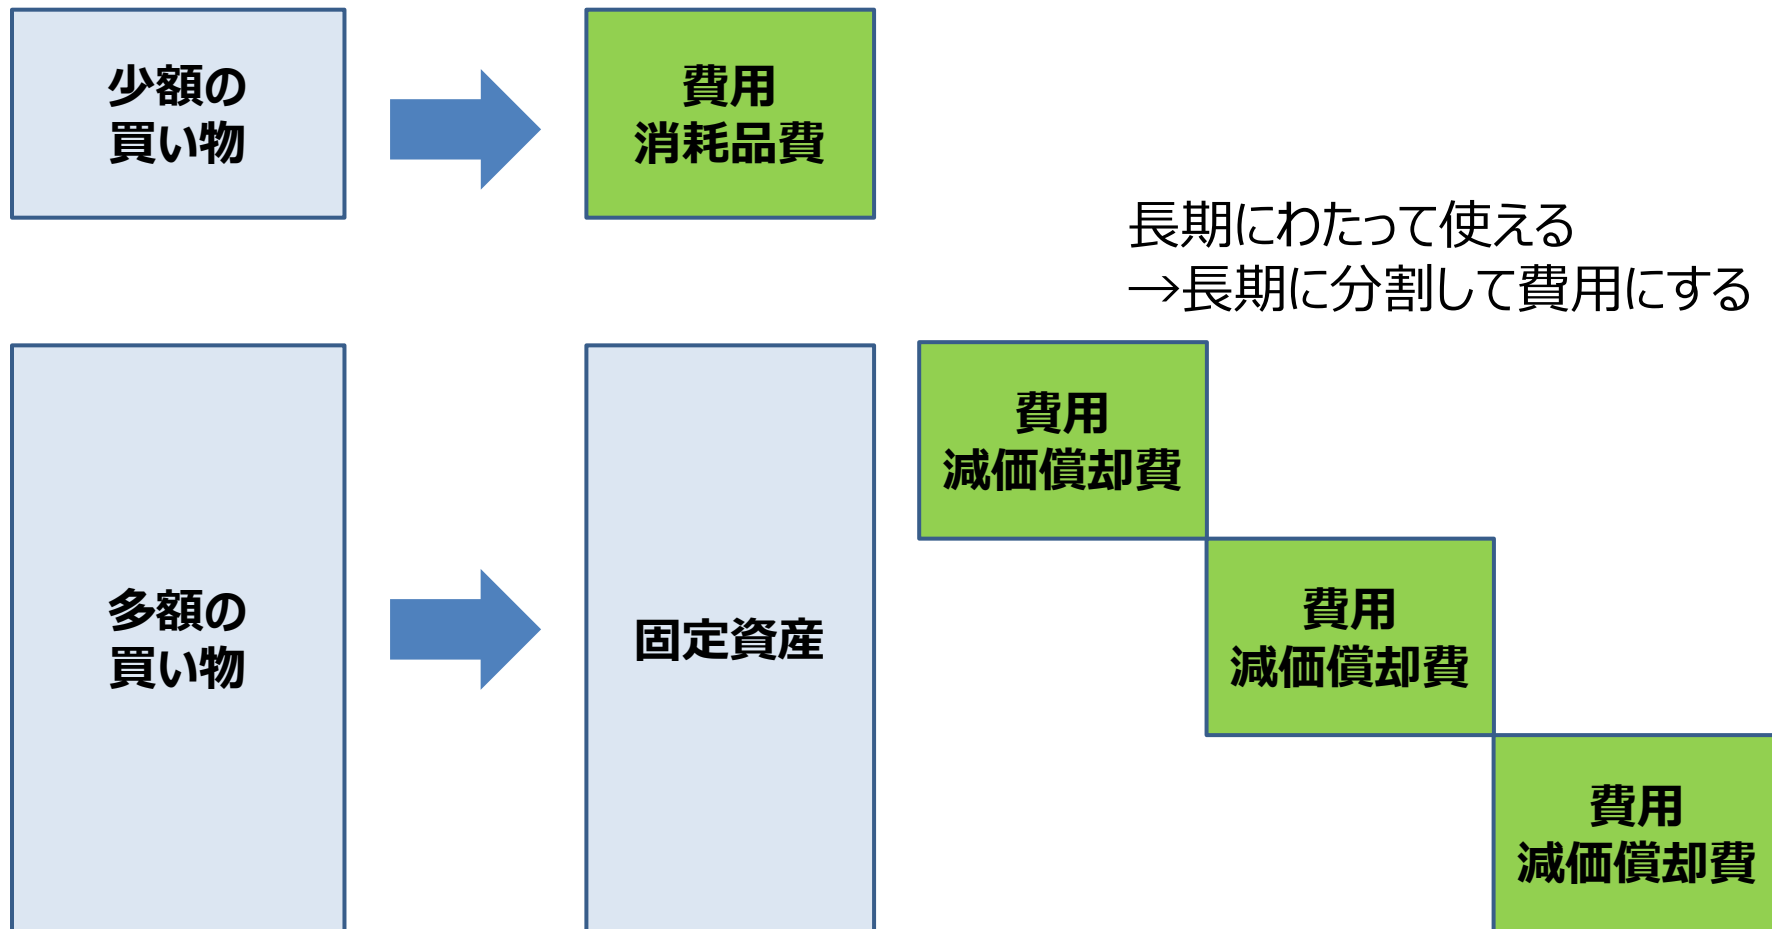 少額の
買い物
費用
消耗品費
長期にわたって使える
→長期に分割して費用にする
多額の
買い物
固定資産
費用
減価償却費
費用
減価償却費
費用
減価償却費